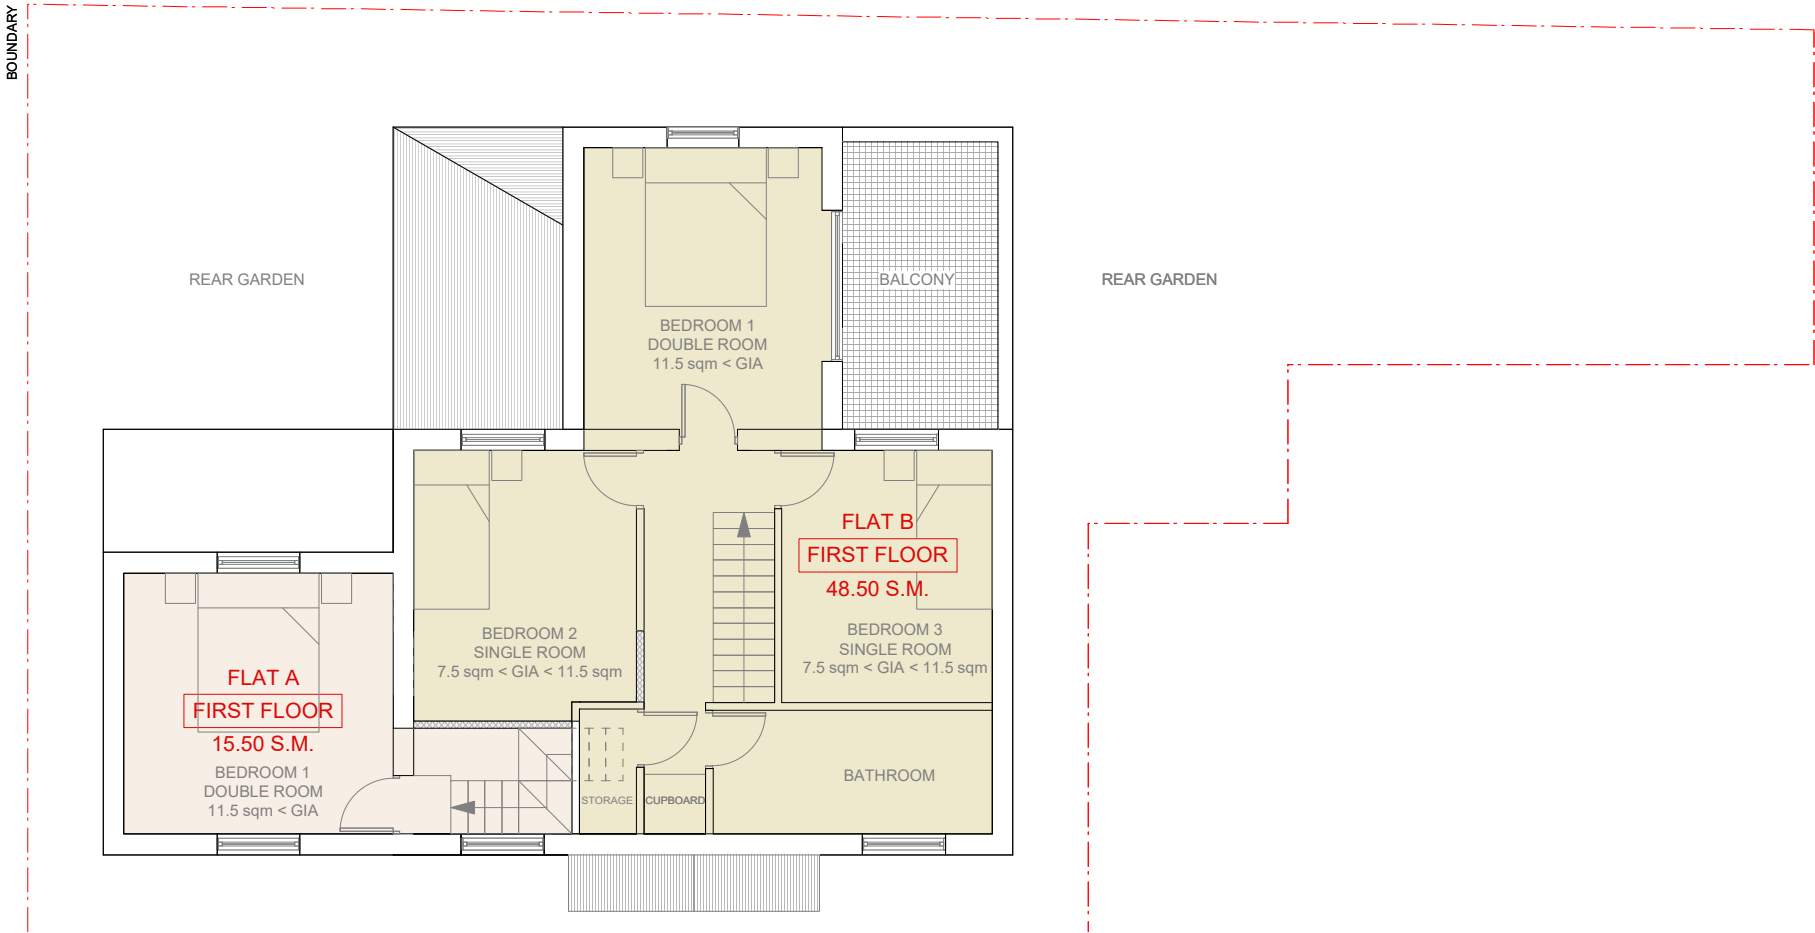 BOUNDARY
REAR GARDEN
BALCONY
REAR GARDEN
BEDROOM 1
DOUBLE ROOM
11.5 sqm < GIA
FLAT B
FIRST FLOOR
48.50 S.M.
BEDROOM 2
SINGLE ROOM
7.5 sqm < GIA < 11.5 sqm
BEDROOM 3
SINGLE ROOM
7.5 sqm < GIA < 11.5 sqm
FLAT A
FIRST FLOOR
15.50 S.M.
BEDROOM 1
DOUBLE ROOM
11.5 sqm < GIA
STORAGE
CUPBOARD
BATHROOM